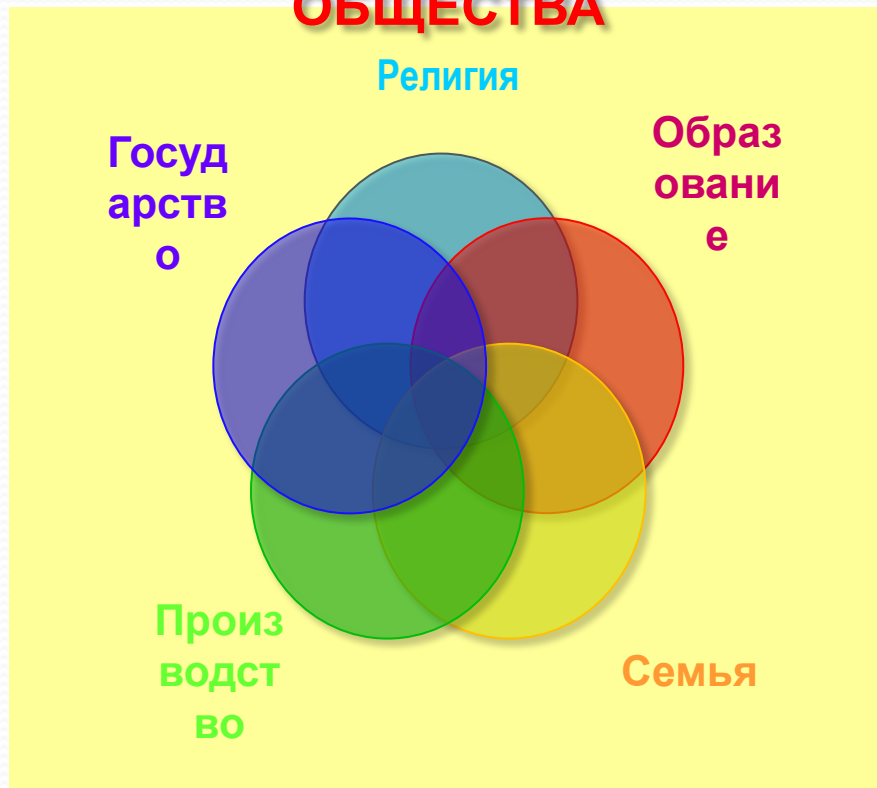 ОБЩЕСТВА
Религия
Образ
овани
е
Госуд
арств
о
Произ
водст
во
Семья